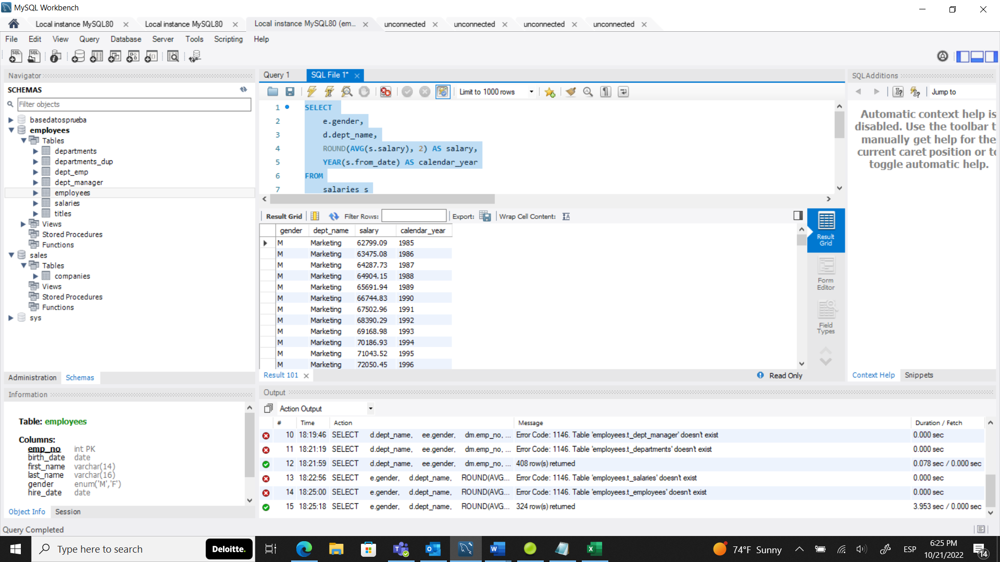 MySQL Workbench
Local instance MySQL80 Local instance MySQL80 Local instance MySQL80 (em... unconnected unconnected unconnected unconnected
File Edit View Query Database Server Tools Scripting Help
Navigator
SCHEMAS
Filter objects
basedatosprueba
employees
Tables
departments
departments_dup
dept_emp
dept_manager
employees
salaries
titles
Views
Stored Procedures
Functions
sales
Tables
companies
Views
Stored Procedures
Functions
sys
Administration Schemas
Information
Table: employees
Columns:
emp_no int PK
birth_date date
first_name varchar(14)
last_name varchar(16)
gender enum('M','F')
hire_date date
Object Info Session
Query 1 SQL File 1*
Limit to 1000 rows
1 SELECT
2 e.gender,
3 d.dept_name,
4 ROUND(AVG(s.salary), 2) AS salary,
5 YEAR(s.from_date) AS calendar_year
6 FROM
7 salaries s
Result Grid Filter Rows: Export: Wrap Cell Content:
gender dept_name salary calendar_year
M Marketing 62799.09 1985
M Marketing 63475.08 1986
M Marketing 64287.73 1987
M Marketing 64904.15 1988
M Marketing 65691.94 1989
M Marketing 66744.83 1990
M Marketing 67502.96 1991
M Marketing 68390.29 1992
M Marketing 69168.98 1993
M Marketing 70186.93 1994
M Marketing 71043.52 1995
M Marketing 72050.45 1996
Result Grid
Form Editor
Field Types
Result 101 Read Only
SQLAdditions
Jump to
Automatic context help is
disabled. Use the toolbar t
manually get help for the
current caret position or to
toggle automatic help.
Context Help Snippets
Output
Action Output
# Time Action Message Duration / Fetch
10 18:19:46 SELECT d.dept_name, ee.gender, dm.emp_no, ... Error Code: 1146. Table 'employees.t_dept_manager' doesn't exist 0.000 sec
11 18:21:19 SELECT d.dept_name, ee.gender, dm.emp_no, ... Error Code: 1146. Table 'employees.t_departments' doesn't exist 0.000 sec
12 18:21:59 SELECT d.dept_name, ee.gender, dm.emp_no, ... 408 row(s) returned 0.078 sec / 0.000 sec
13 18:22:56 SELECT e.gender, d.dept_name, ROUND(AVG... Error Code: 1146. Table 'employees.t_salaries' doesn't exist 0.000 sec
14 18:25:00 SELECT e.gender, d.dept_name, ROUND(AVG... Error Code: 1146. Table 'employees.t_employees' doesn't exist 0.000 sec
15 18:25:18 SELECT e.gender, d.dept_name, ROUND(AVG... 324 row(s) returned 3.953 sec / 0.000 sec
Query Completed
Type here to search Deloitte. 74°F Sunny ESP 6:25 PM
10/21/2022 14